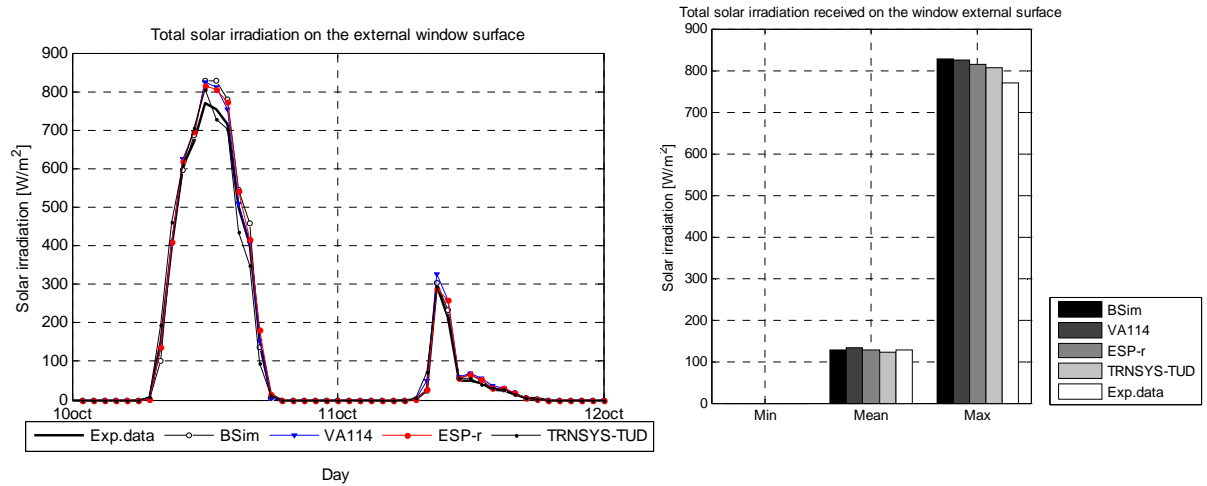 Total solar irradiation on the external window surface
Solar irradiation [W/m2]
900
800
700
600
500
400
300
200
100
0
10oct
11oct
12oct
Exp.data
BSim
VA114
ESP-r
TRNSYS-TUD
Day
Total solar irradiation received on the window external surface
Solar irradiation [W/m2]
900
800
700
600
500
400
300
200
100
0
Min
Mean
Max
BSim
VA114
ESP-r
TRNSYS-TUD
Exp.data